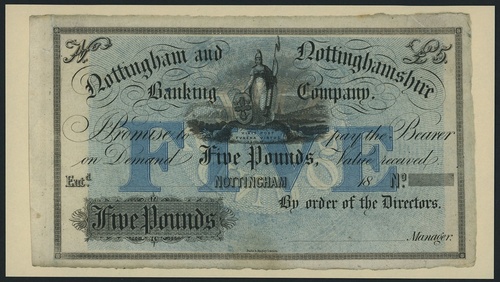 No £5.
Nottingham and Nottinghamshire
Banking Company.
I Promise to pay the Bearer
on Demand Five Pounds, Value received
FIVE
Entd. NOTTINGHAM 18 No
By order of the Directors.
Five Pounds
Manager.